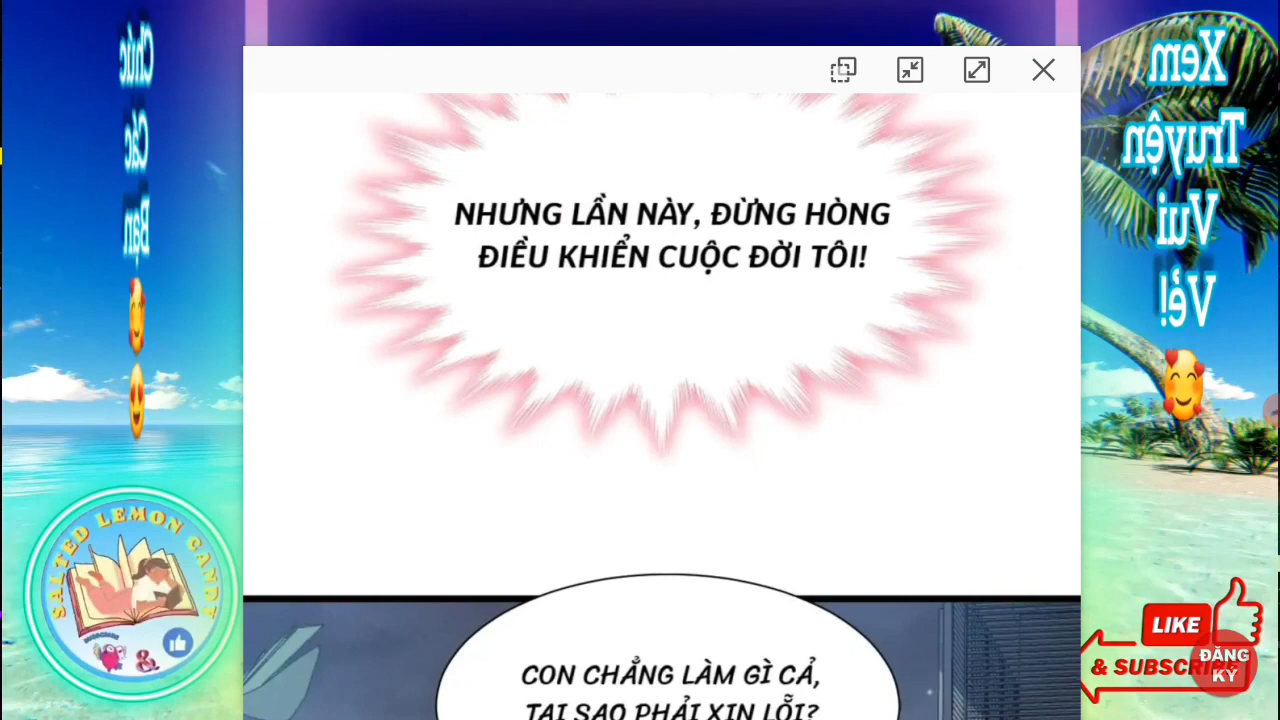 Chúc
Các
Bạn
Xem
Truyện
Vui
Vẻ!
NHƯNG LẦN NÀY, ĐỪNG HÒNG
ĐIỀU KHIỂN CUỘC ĐỜI TÔI!
CON CHẲNG LÀM GÌ CẢ,
TẠI SAO PHẢI XIN LỖI?
SALTED LEMON CANDY
&
LIKE
& SUBSCRIBE
ĐĂNG
KÝ